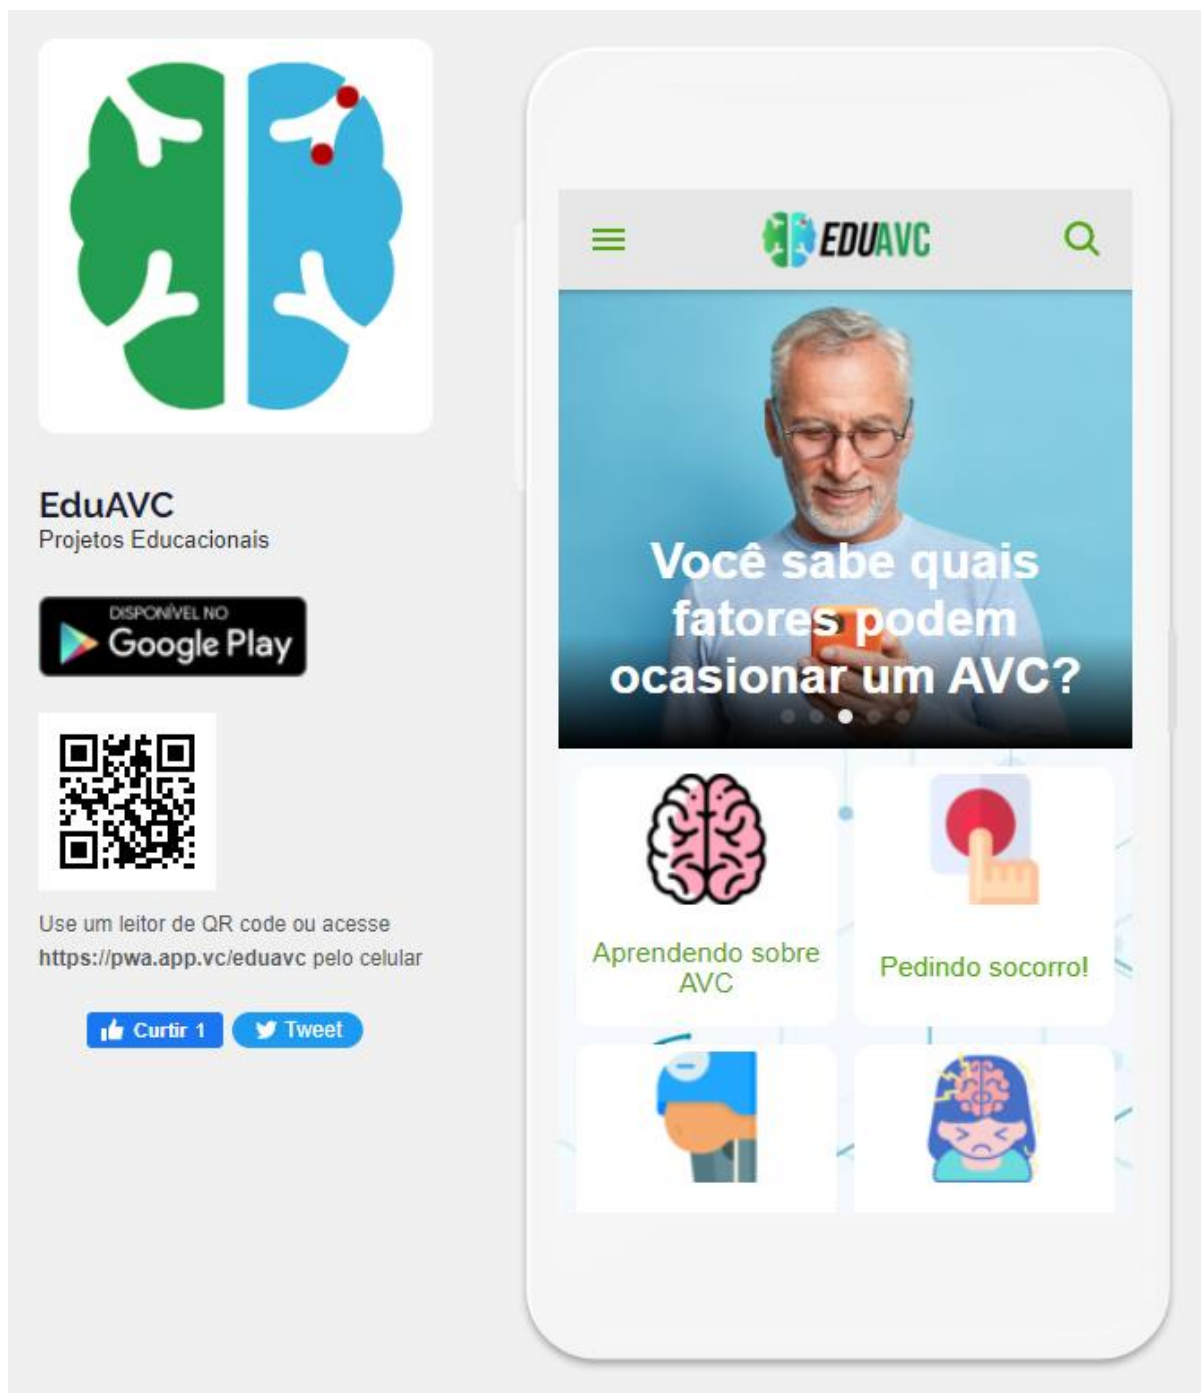 EduAVC
Projetos Educacionais
DISPONÍVEL NO
Google Play
Use um leitor de QR code ou acesse
https://pwa.app.vc/eduavc pelo celular
Curtir 1
Tweet
EDUAVC
Você sabe quais
fatores podem
ocasionar um AVC?
Aprendendo sobre
AVC
Pedindo socorro!